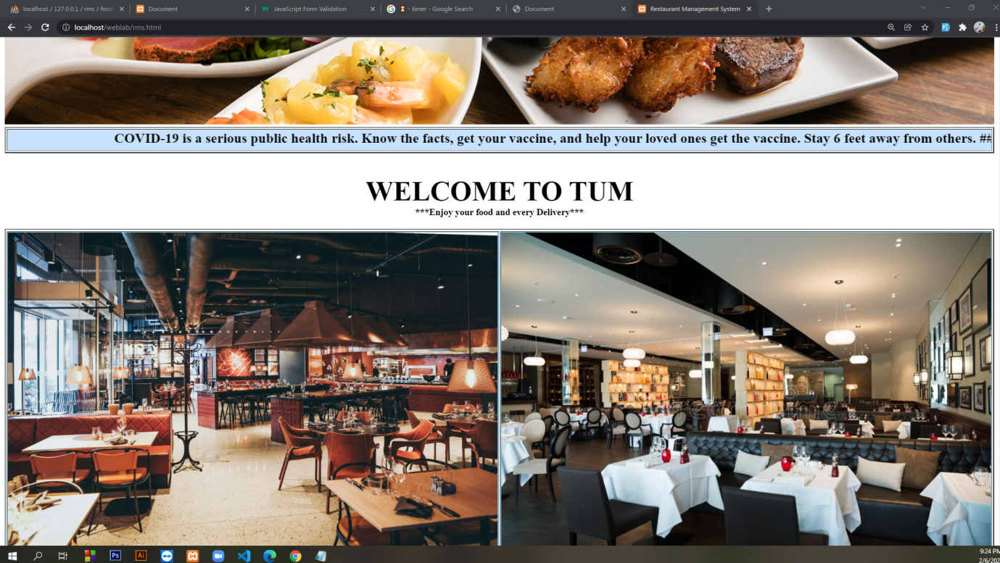 localhost / 127.0.0.1 / rms / food
Document
JavaScript Form Validation
⌛ - timer - Google Search
Document
Restaurant Management System
localhost/weblab/rms.html
COVID-19 is a serious public health risk. Know the facts, get your vaccine, and help your loved ones get the vaccine. Stay 6 feet away from others. ##
WELCOME TO TUM
***Enjoy your food and every Delivery***
Ps
Ai
9:24 PM
2/6/202